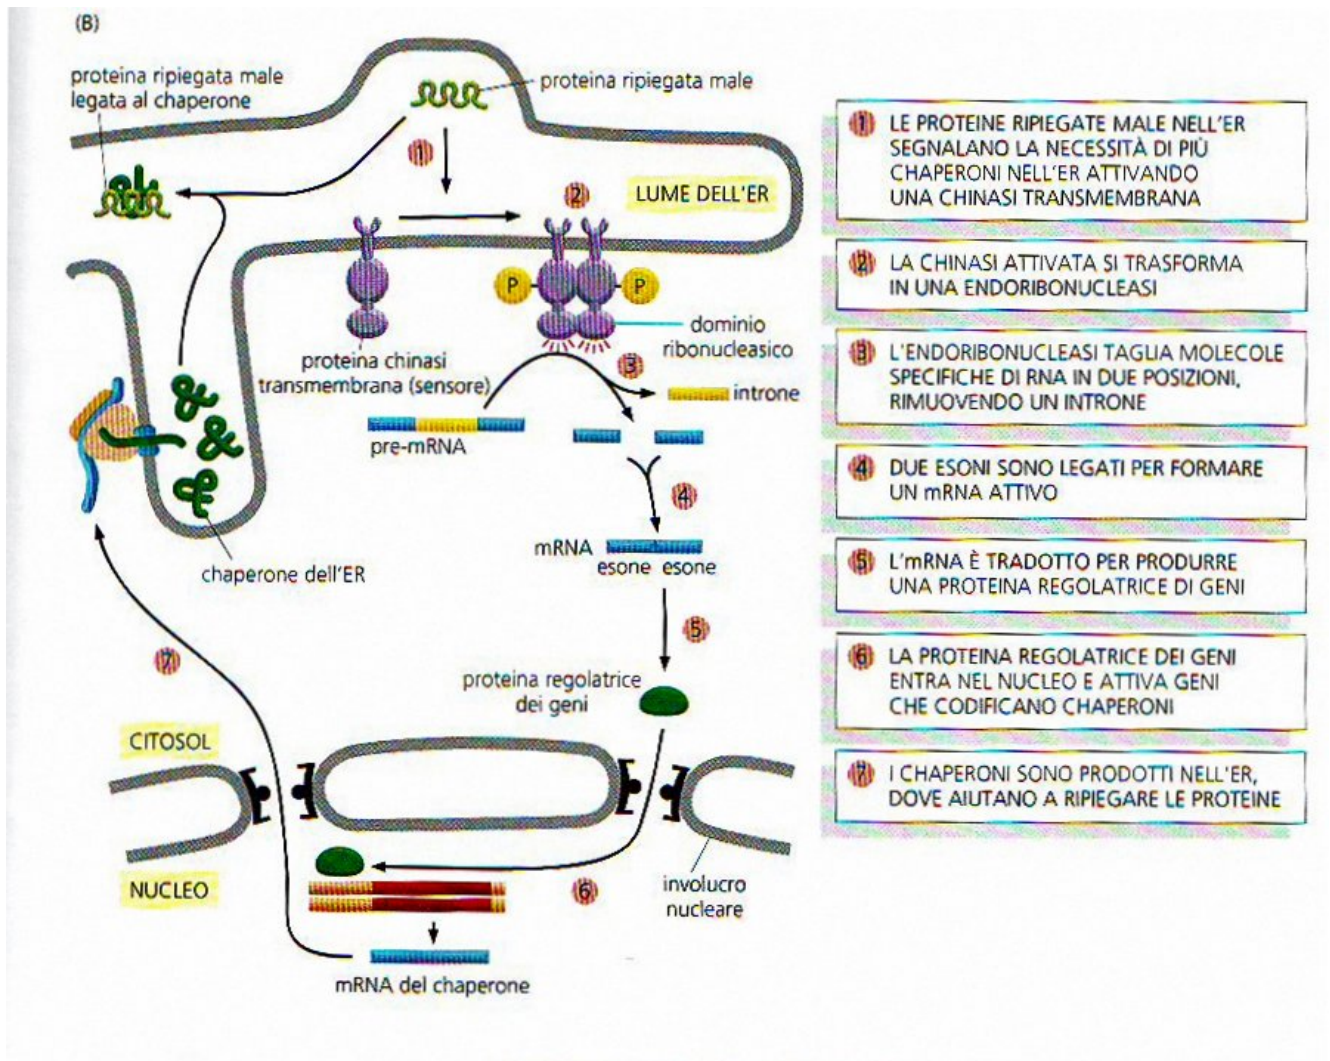 (B)
proteina ripiegata male
legata al chaperone
proteina ripiegata male
1
2
LUME DELL'ER
P
P
dominio
ribonucleasico
proteina chinasi
transmembrana (sensore)
3
introne
pre-mRNA
4
mRNA
esone esone
chaperone dell'ER
5
7
proteina regolatrice
dei geni
CITOSOL
NUCLEO
6
involucro
nucleare
mRNA del chaperone
1 LE PROTEINE RIPIEGATE MALE NELL'ER
SEGNALANO LA NECESSITÀ DI PIÙ
CHAPERONI NELL'ER ATTIVANDO
UNA CHINASI TRANSMEMBRANA
2 LA CHINASI ATTIVATA SI TRASFORMA
IN UNA ENDORIBONUCLEASI
3 L'ENDORIBONUCLEASI TAGLIA MOLECOLE
SPECIFICHE DI RNA IN DUE POSIZIONI,
RIMUOVENDO UN INTRONE
4 DUE ESONI SONO LEGATI PER FORMARE
UN mRNA ATTIVO
5 L'mRNA È TRADOTTO PER PRODURRE
UNA PROTEINA REGOLATRICE DI GENI
6 LA PROTEINA REGOLATRICE DEI GENI
ENTRA NEL NUCLEO E ATTIVA GENI
CHE CODIFICANO CHAPERONI
7 I CHAPERONI SONO PRODOTTI NELL'ER,
DOVE AIUTANO A RIPIEGARE LE PROTEINE